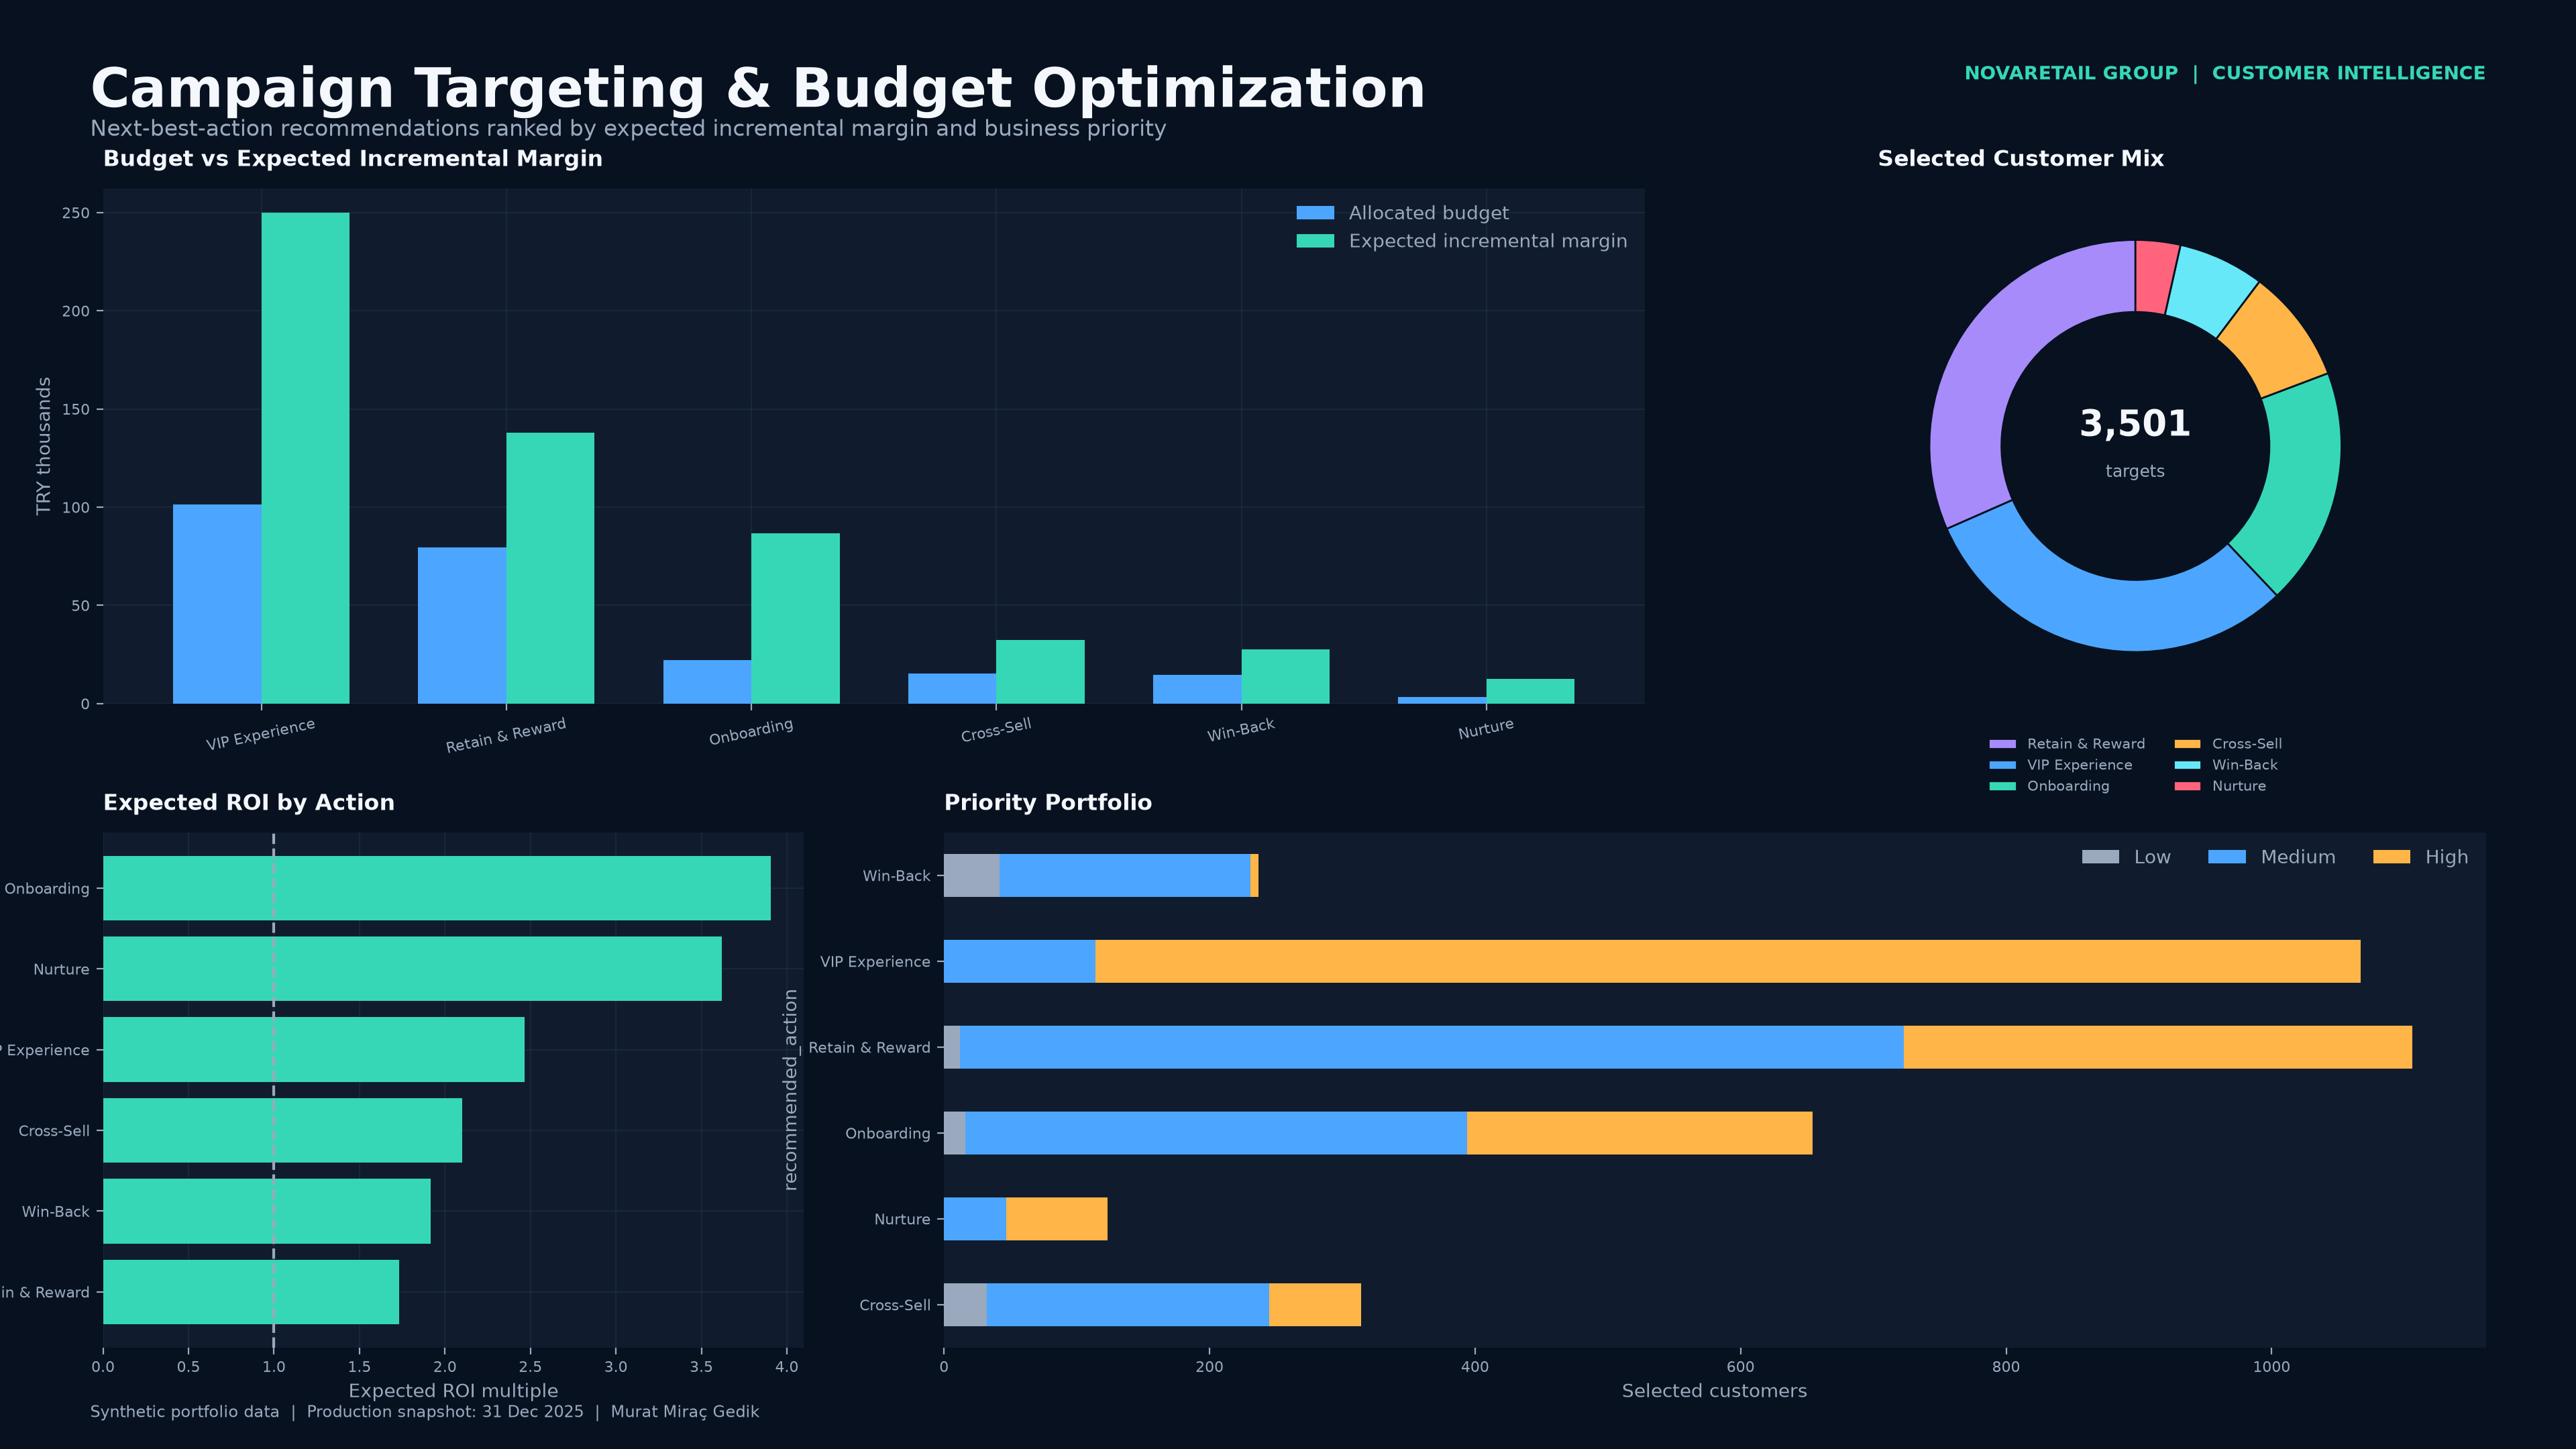 Campaign Targeting & Budget Optimization
NOVARETAIL GROUP | CUSTOMER INTELLIGENCE
Next-best-action recommendations ranked by expected incremental margin and business priority
Budget vs Expected Incremental Margin
TRY thousands
250
200
150
100
50
0
Allocated budget
Expected incremental margin
VIP Experience
Retain & Reward
Onboarding
Cross-Sell
Win-Back
Nurture
Selected Customer Mix
3,501
targets
Retain & Reward
VIP Experience
Onboarding
Cross-Sell
Win-Back
Nurture
Expected ROI by Action
Onboarding
Nurture
P Experience
Cross-Sell
Win-Back
in & Reward
0.0 0.5 1.0 1.5 2.0 2.5 3.0 3.5 4.0
Expected ROI multiple
Priority Portfolio
Low Medium High
recommended_action
Win-Back
VIP Experience
Retain & Reward
Onboarding
Nurture
Cross-Sell
0 200 400 600 800 1000
Selected customers
Synthetic portfolio data | Production snapshot: 31 Dec 2025 | Murat Miraç Gedik